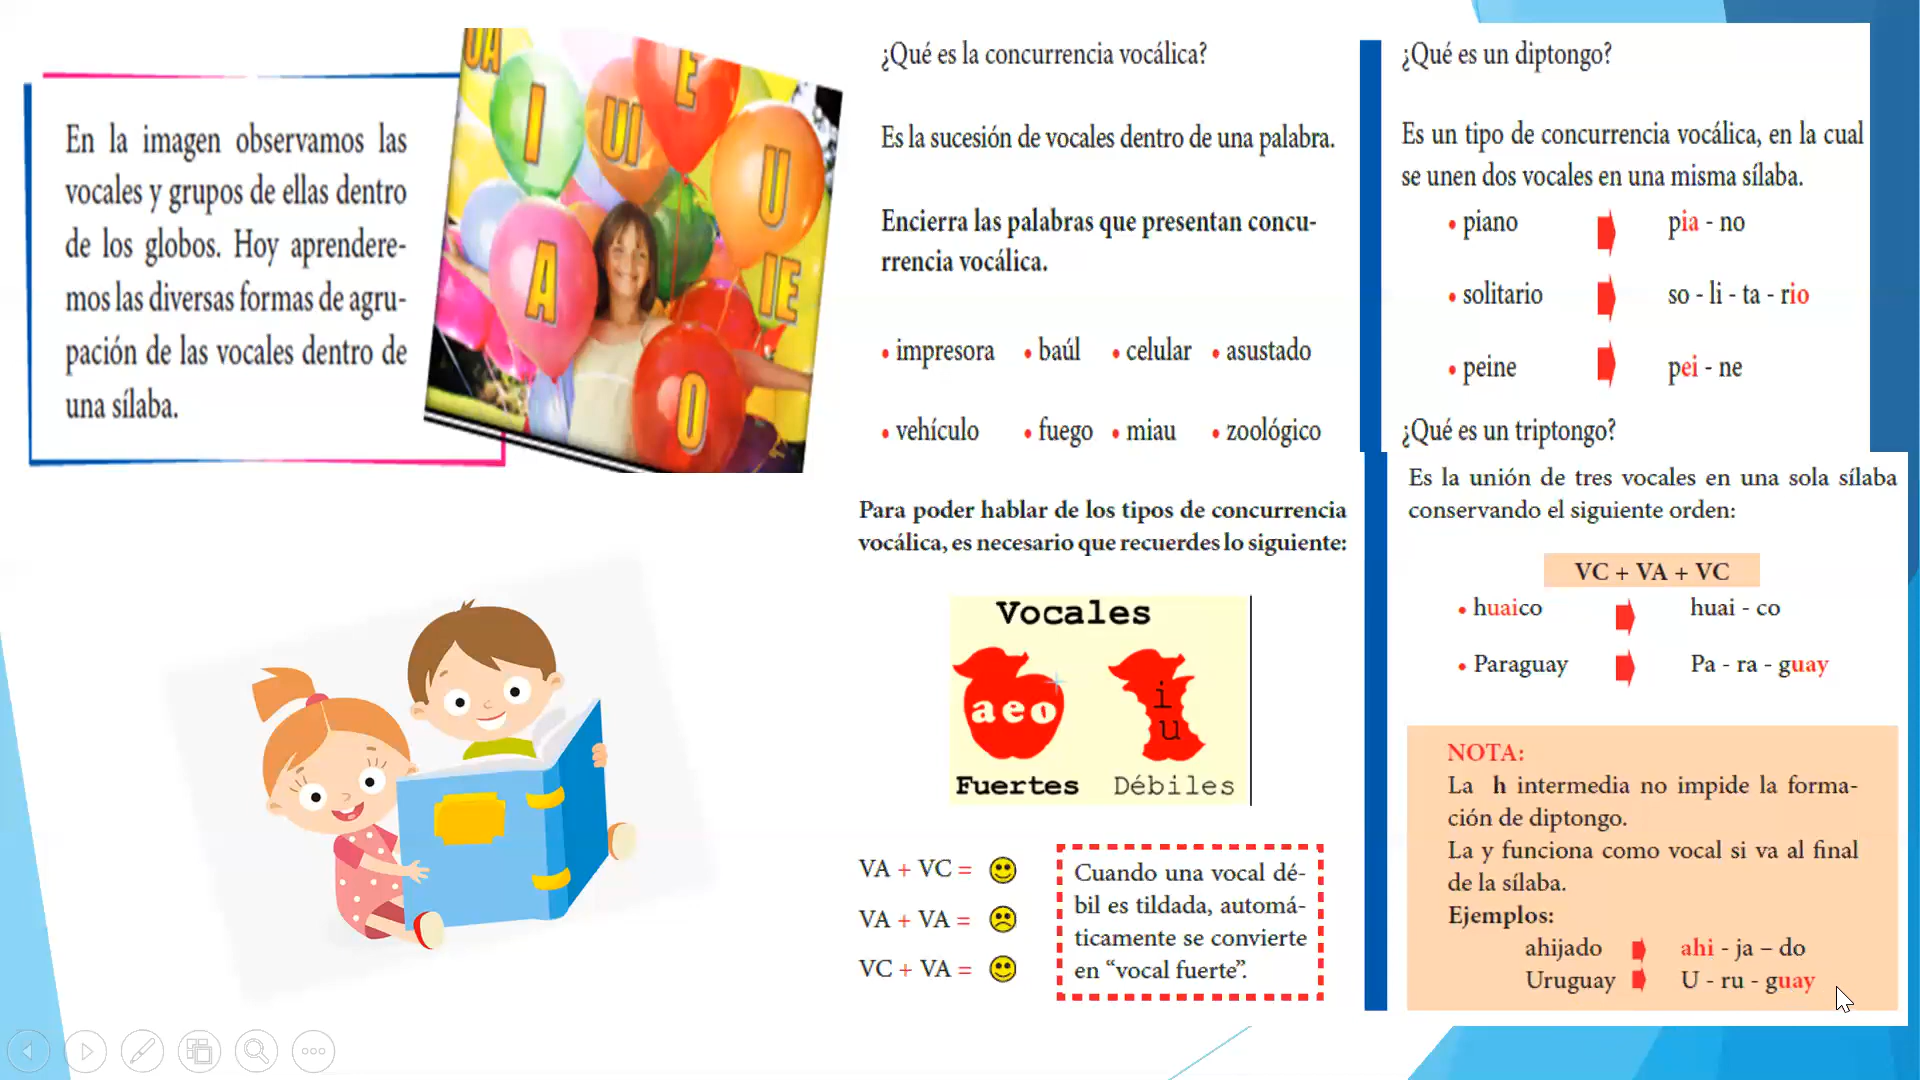 En la imagen observamos las
vocales y grupos de ellas dentro
de los globos. Hoy aprendere-
mos las diversas formas de agru-
pación de las vocales dentro de
una sílaba.
UA
I
UI
E
U
A
IE
O
¿Qué es la concurrencia vocálica?
Es la sucesión de vocales dentro de una palabra.
Encierra las palabras que presentan concu-
rrencia vocálica.
• impresora • baúl • celular • asustado
• vehículo • fuego • miau • zoológico
Para poder hablar de los tipos de concurrencia
vocálica, es necesario que recuerdes lo siguiente:
Vocales
aeo
i
u
Fuertes Débiles
VA + VC =
VA + VA =
VC + VA =
Cuando una vocal dé-
bil es tildada, automá-
ticamente se convierte
en “vocal fuerte”.
¿Qué es un diptongo?
Es un tipo de concurrencia vocálica, en la cual
se unen dos vocales en una misma sílaba.
• piano pia - no
• solitario so - li - ta - rio
• peine pei - ne
¿Qué es un triptongo?
Es la unión de tres vocales en una sola sílaba
conservando el siguiente orden:
VC + VA + VC
• huaico huai - co
• Paraguay Pa - ra - guay
NOTA:
La h intermedia no impide la forma-
ción de diptongo.
La y funciona como vocal si va al final
de la sílaba.
Ejemplos:
ahijado ahi - ja – do
Uruguay U - ru - guay